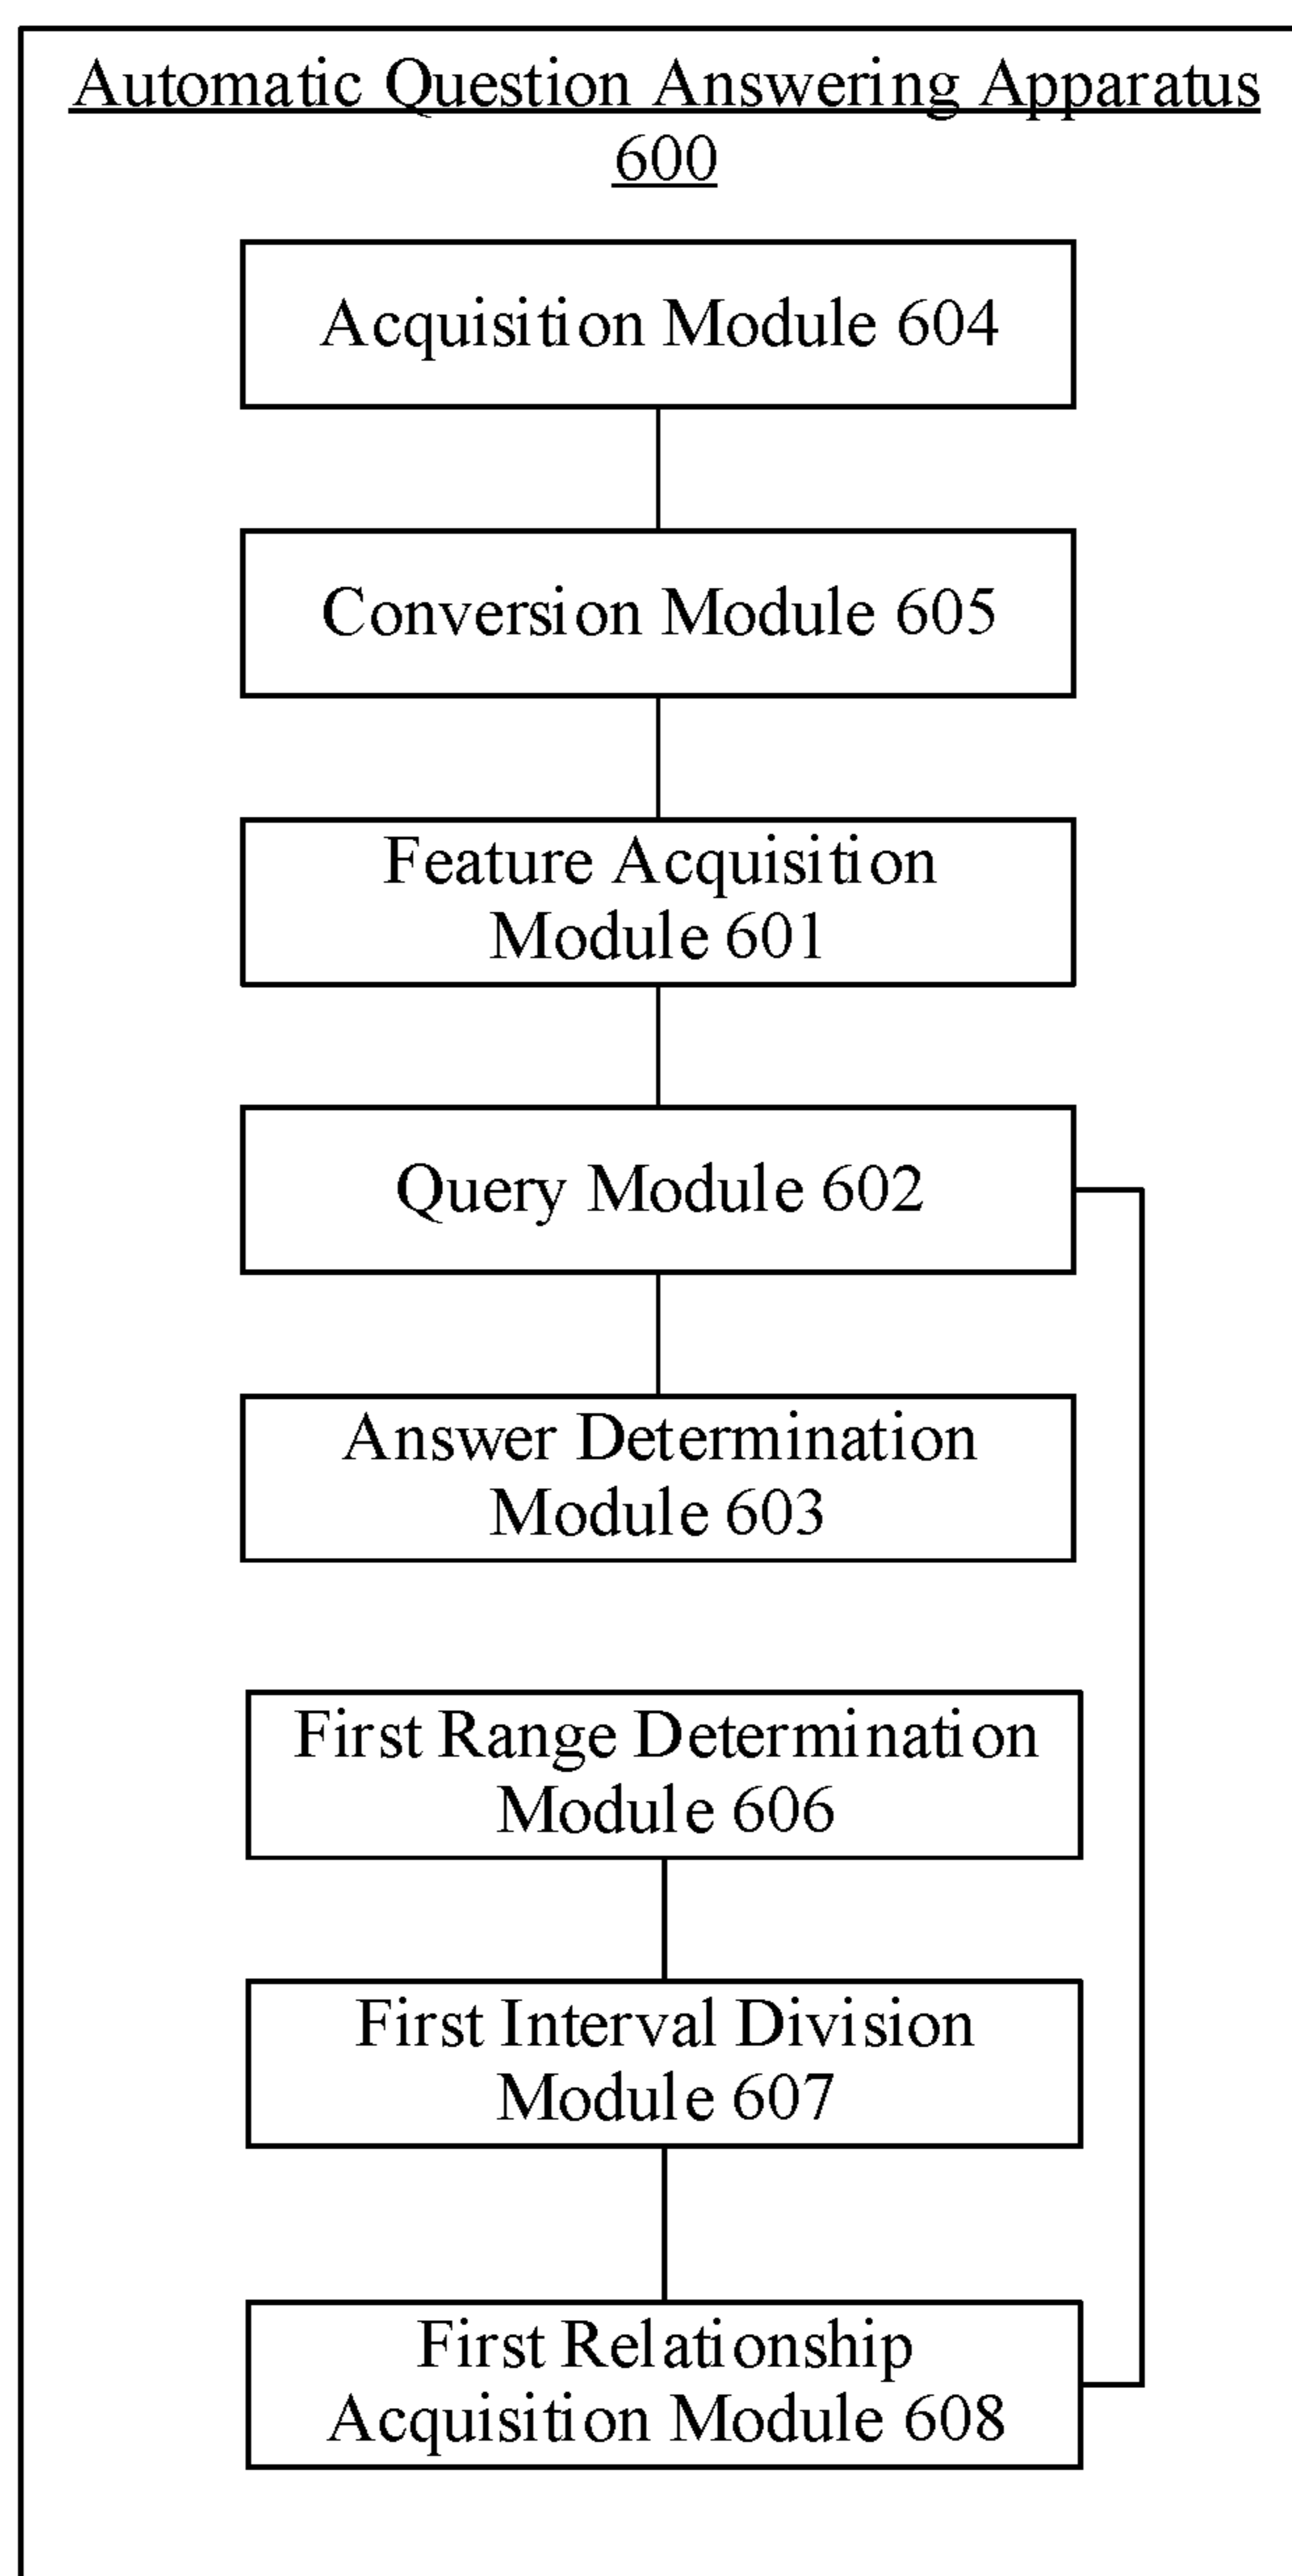 Automatic Question Answering Apparatus
600
Acquisition Module 604
Conversion Module 605
Feature Acquisition
Module 601
Query Module 602
Answer Determination
Module 603
First Range Determination
Module 606
First Interval Division
Module 607
First Relationship
Acquisition Module 608